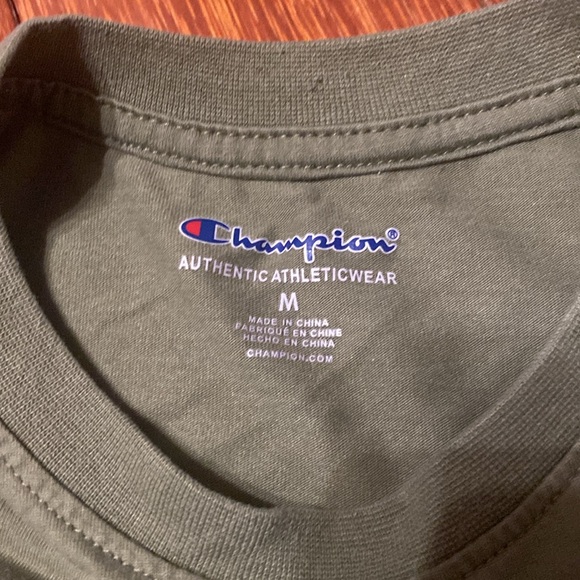 Champion®
AUTHENTIC ATHLETICWEAR
M
MADE IN CHINA
FABRIQUÉ EN CHINE
HECHO EN CHINA
CHAMPION.COM